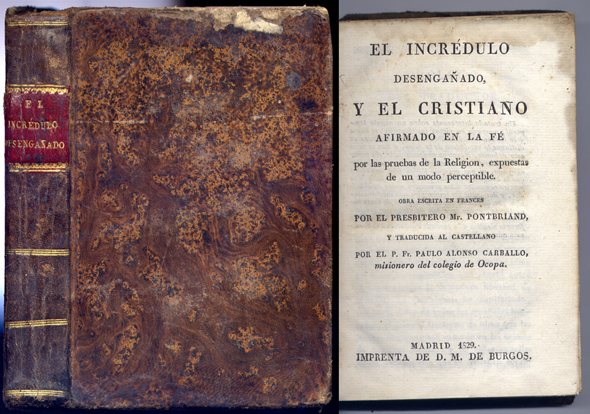 EL
INCRÉDULO
DESENGAÑADO
EL INCRÉDULO
DESENGAÑADO,
Y EL CRISTIANO
AFIRMADO EN LA FÉ
por las pruebas de la Religion, expuestas
de un modo perceptible.
OBRA ESCRITA EN FRANCES
POR EL PRESBITERO Mr. PONTBRIAND,
Y TRADUCIDA AL CASTELLANO
POR EL P. Fr. PAULO ALONSO CARBALLO,
misionero del colegio de Ocopa.
MADRID 1829.
IMPRENTA DE D. M. DE BURGOS.